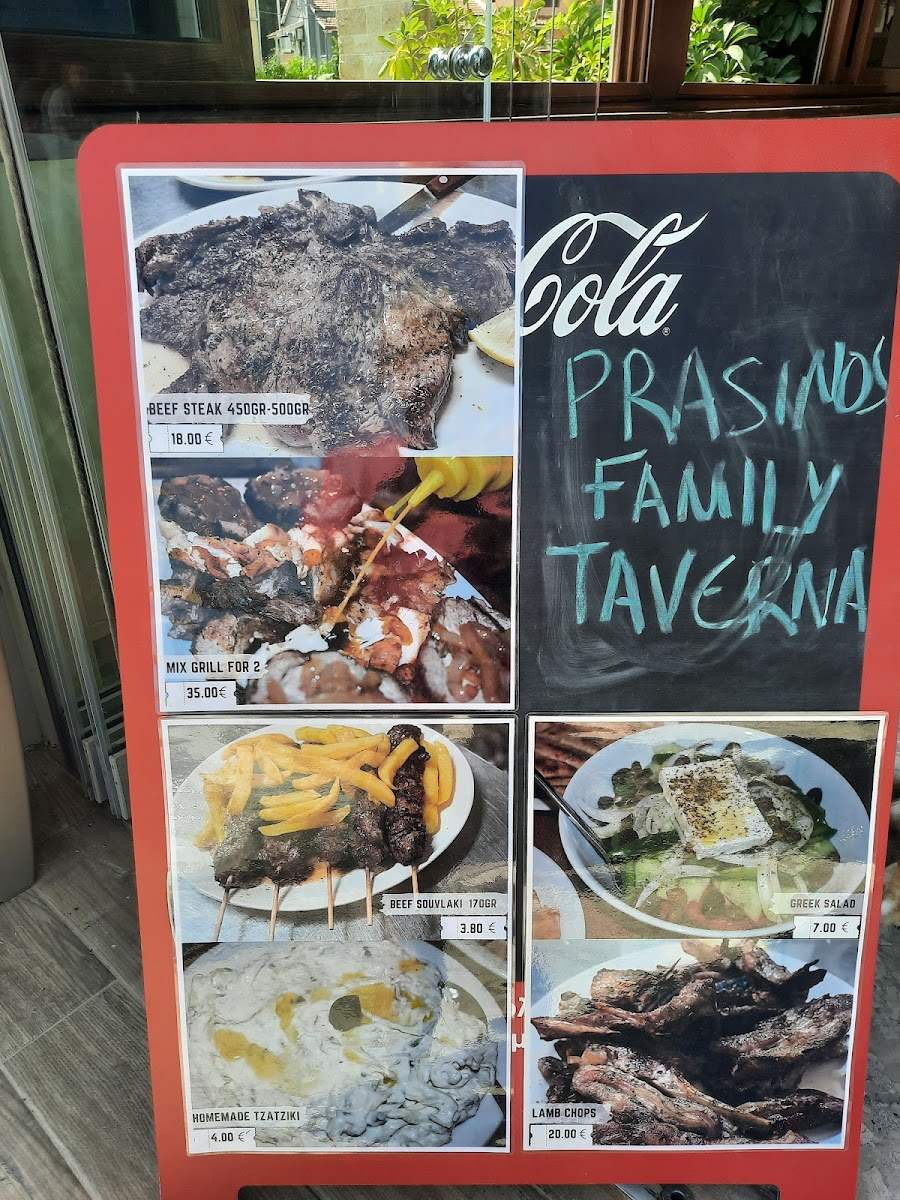 BEEF STEAK 450GR-500GR
18.00 €
MIX GRILL FOR 2
35.00€
Cola
PRASINOS
FAMILY
TAVERNA
BEEF SOUVLAKI 170GR
3.80 €
HOMEMADE TZATZIKI
4.00 €
GREEK SALAD
7.00 €
LAMB CHOPS
20.00 €